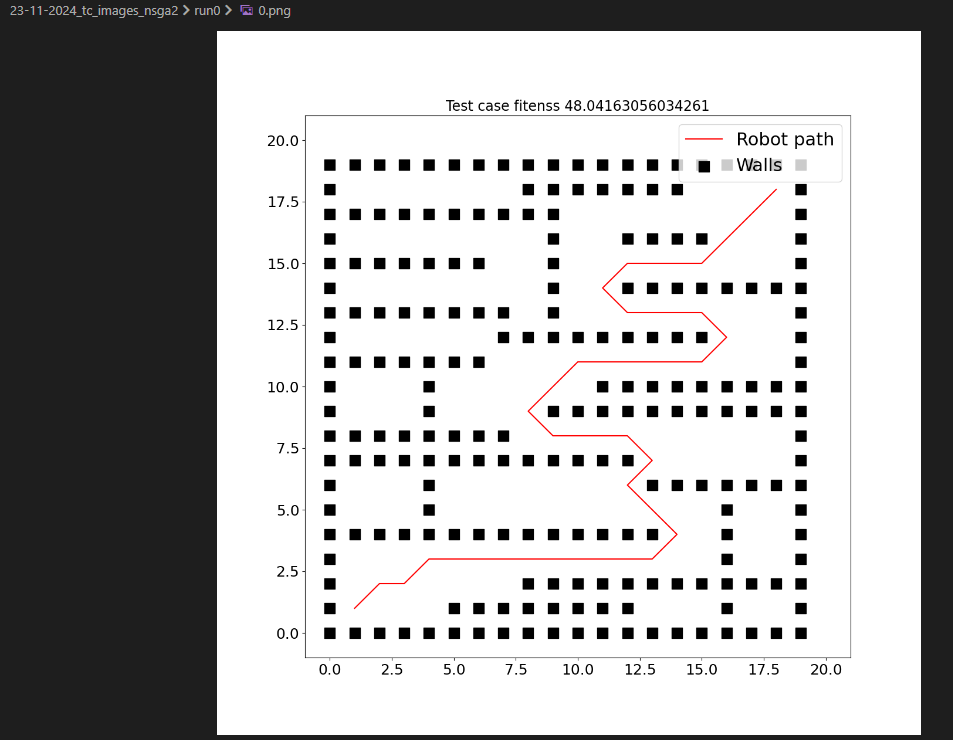 23-11-2024_tc_images_nsga2 > run0 > 0.png
Test case fitenss 48.04163056034261
Robot path
Walls
20.0
17.5
15.0
12.5
10.0
7.5
5.0
2.5
0.0
0.0 2.5 5.0 7.5 10.0 12.5 15.0 17.5 20.0